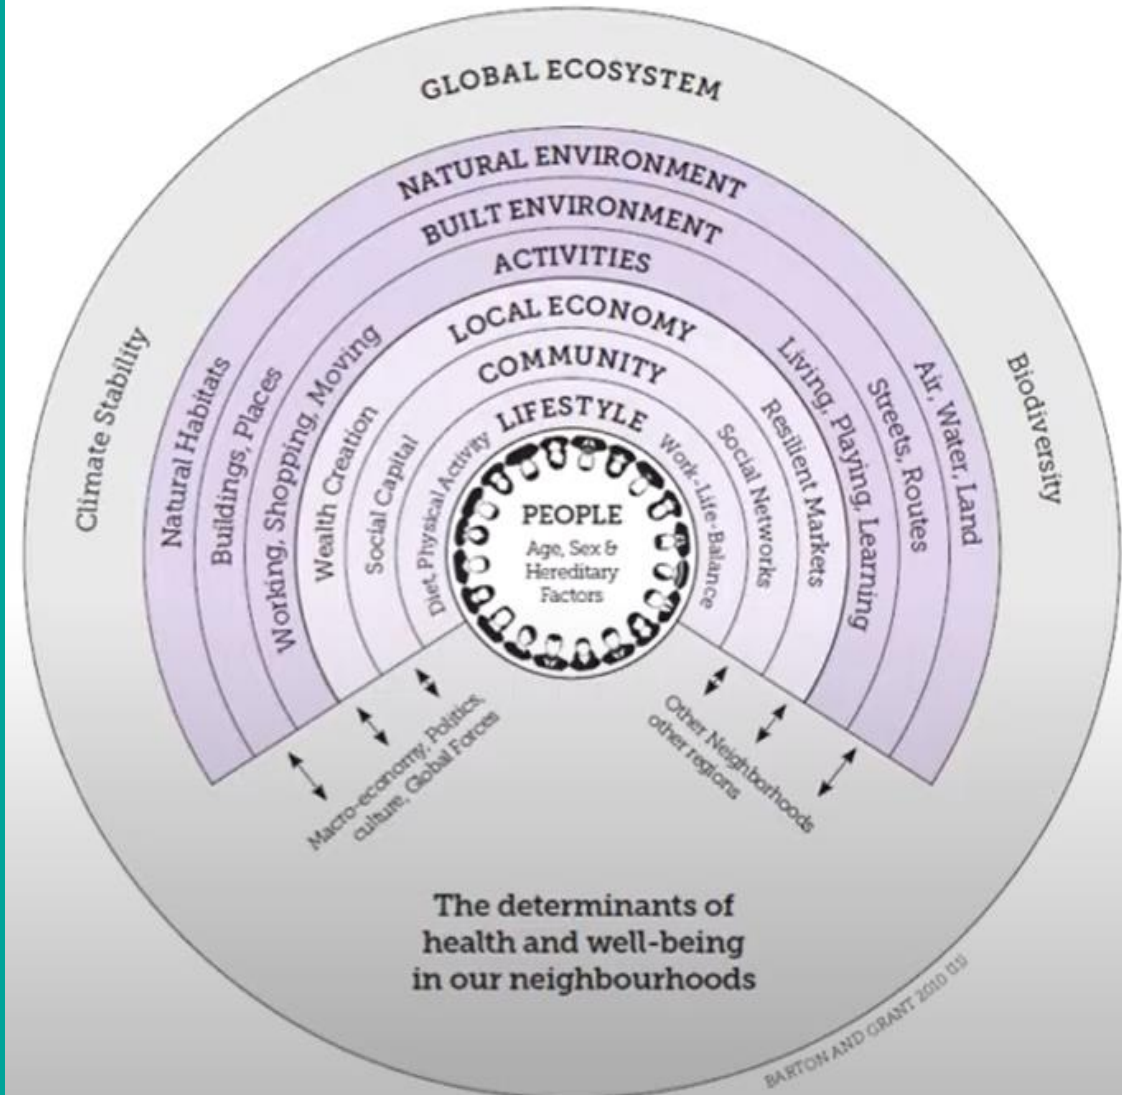 GLOBAL ECOSYSTEM
NATURAL ENVIRONMENT
BUILT ENVIRONMENT
ACTIVITIES
LOCAL ECONOMY
COMMUNITY
LIFESTYLE
Climate Stability
Natural Habitats
Buildings, Places
Working, Shopping, Moving
Wealth Creation
Social Capital
Diet Physical Activity
PEOPLE
Age, Sex &
Hereditary
Factors
Work-Life-Balance
Social Networks
Resilient Markets
Living, Playing, Learning
Streets, Routes
Air, Water, Land
Biodiversity
Macro-economy, Politics,
culture, Global Forces
Other Neighborhoods
other regions
The determinants of
health and well-being
in our neighbourhoods
BARTON AND GRANT 2010 (15)